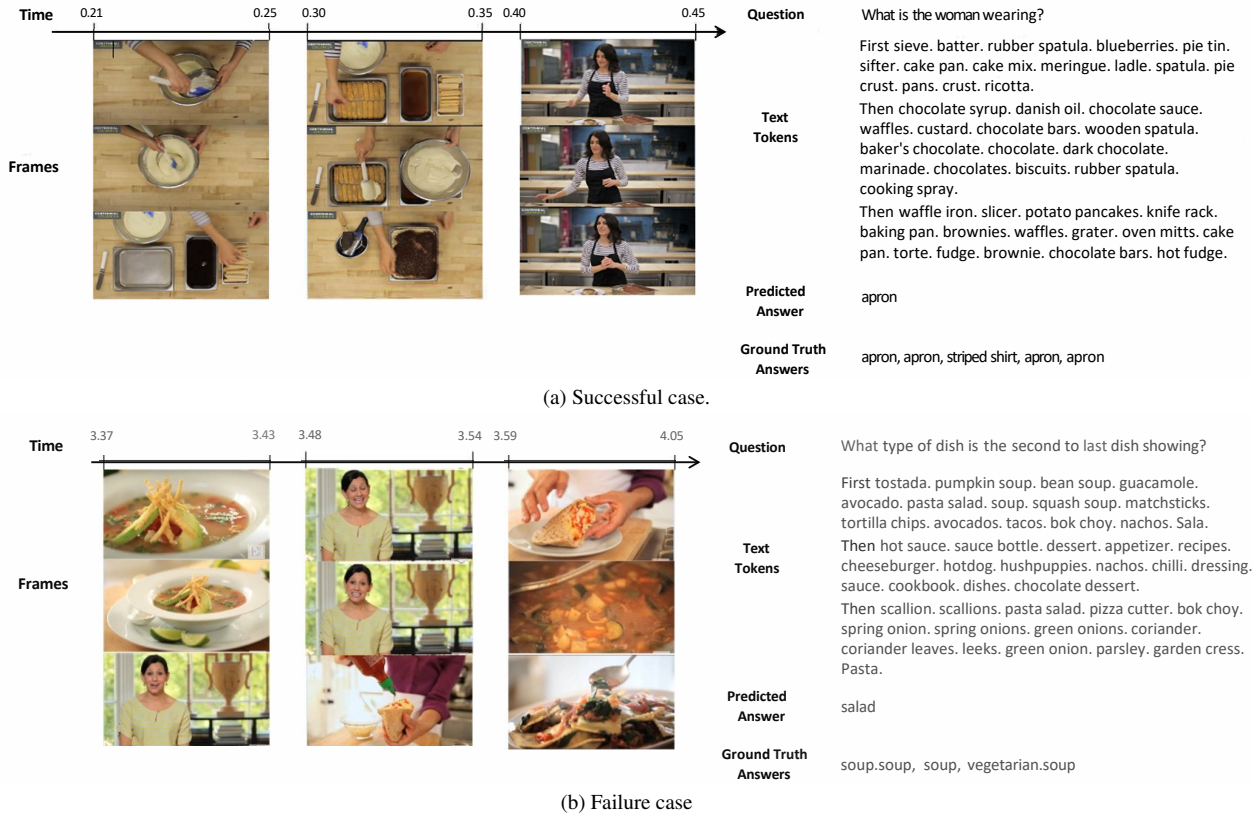 Time 0.21 0.25 0.30 0.35 0.40 0.45
Frames
Question What is the woman wearing?
Text Tokens
First sieve. batter. rubber spatula. blueberries. pie tin.
sifter. cake pan. cake mix. meringue. ladle. spatula. pie
crust. pans. crust. ricotta.
Then chocolate syrup. danish oil. chocolate sauce.
waffles. custard. chocolate bars. wooden spatula.
baker's chocolate. chocolate. dark chocolate.
marinade. chocolates. biscuits. rubber spatula.
cooking spray.
Then waffle iron. slicer. potato pancakes. knife rack.
baking pan. brownies. waffles. grater. oven mitts. cake
pan. torte. fudge. brownie. chocolate bars. hot fudge.
Predicted Answer
apron
Ground Truth Answers
apron, apron, striped shirt, apron, apron
(a) Successful case.
Time 3.37 3.43 3.48 3.54 3.59 4.05
Frames
Question What type of dish is the second to last dish showing?
Text Tokens
First tostada. pumpkin soup. bean soup. guacamole.
avocado. pasta salad. soup. squash soup. matchsticks.
tortilla chips. avocados. tacos. bok choy. nachos. Sala.
Then hot sauce. sauce bottle. dessert. appetizer. recipes.
cheeseburger. hotdog. hushpuppies. nachos. chilli. dressing.
sauce. cookbook. dishes. chocolate dessert.
Then scallion. scallions. pasta salad. pizza cutter. bok choy.
spring onion. spring onions. green onions. coriander.
coriander leaves. leeks. green onion. parsley. garden cress.
Pasta.
Predicted Answer
salad
Ground Truth Answers
soup.soup, soup, vegetarian.soup
(b) Failure case